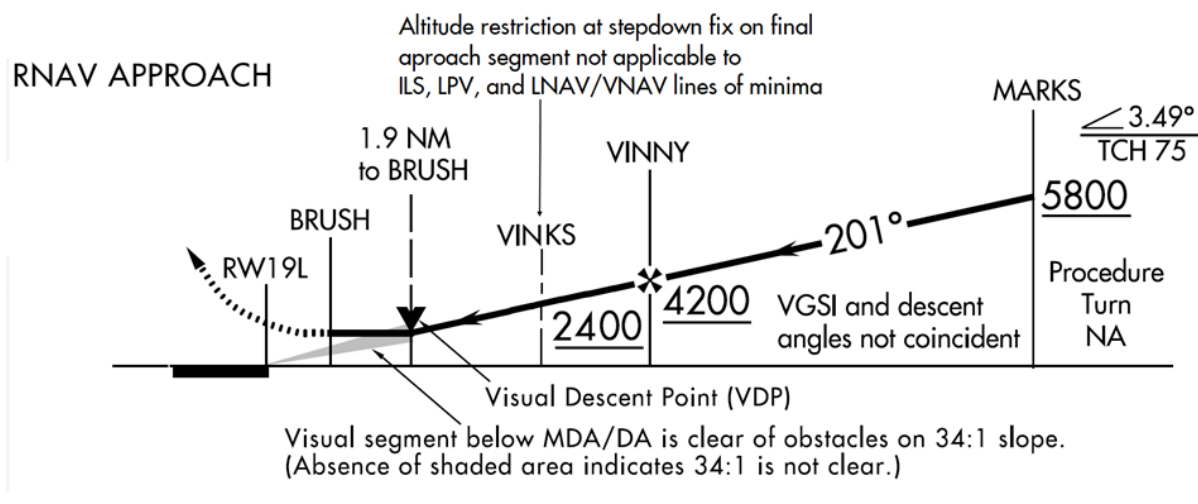 Altitude restriction at stepdown fix on final
aproach segment not applicable to
ILS, LPV, and LNAV/VNAV lines of minima
RNAV APPROACH
MARKS
3.49°
TCH 75
1.9 NM
to BRUSH
VINNY
5800
BRUSH
VINKS
201°
RW19L
4200
2400
VGSI and descent
angles not coincident
Procedure
Turn
NA
Visual Descent Point (VDP)
Visual segment below MDA/DA is clear of obstacles on 34:1 slope.
(Absence of shaded area indicates 34:1 is not clear.)